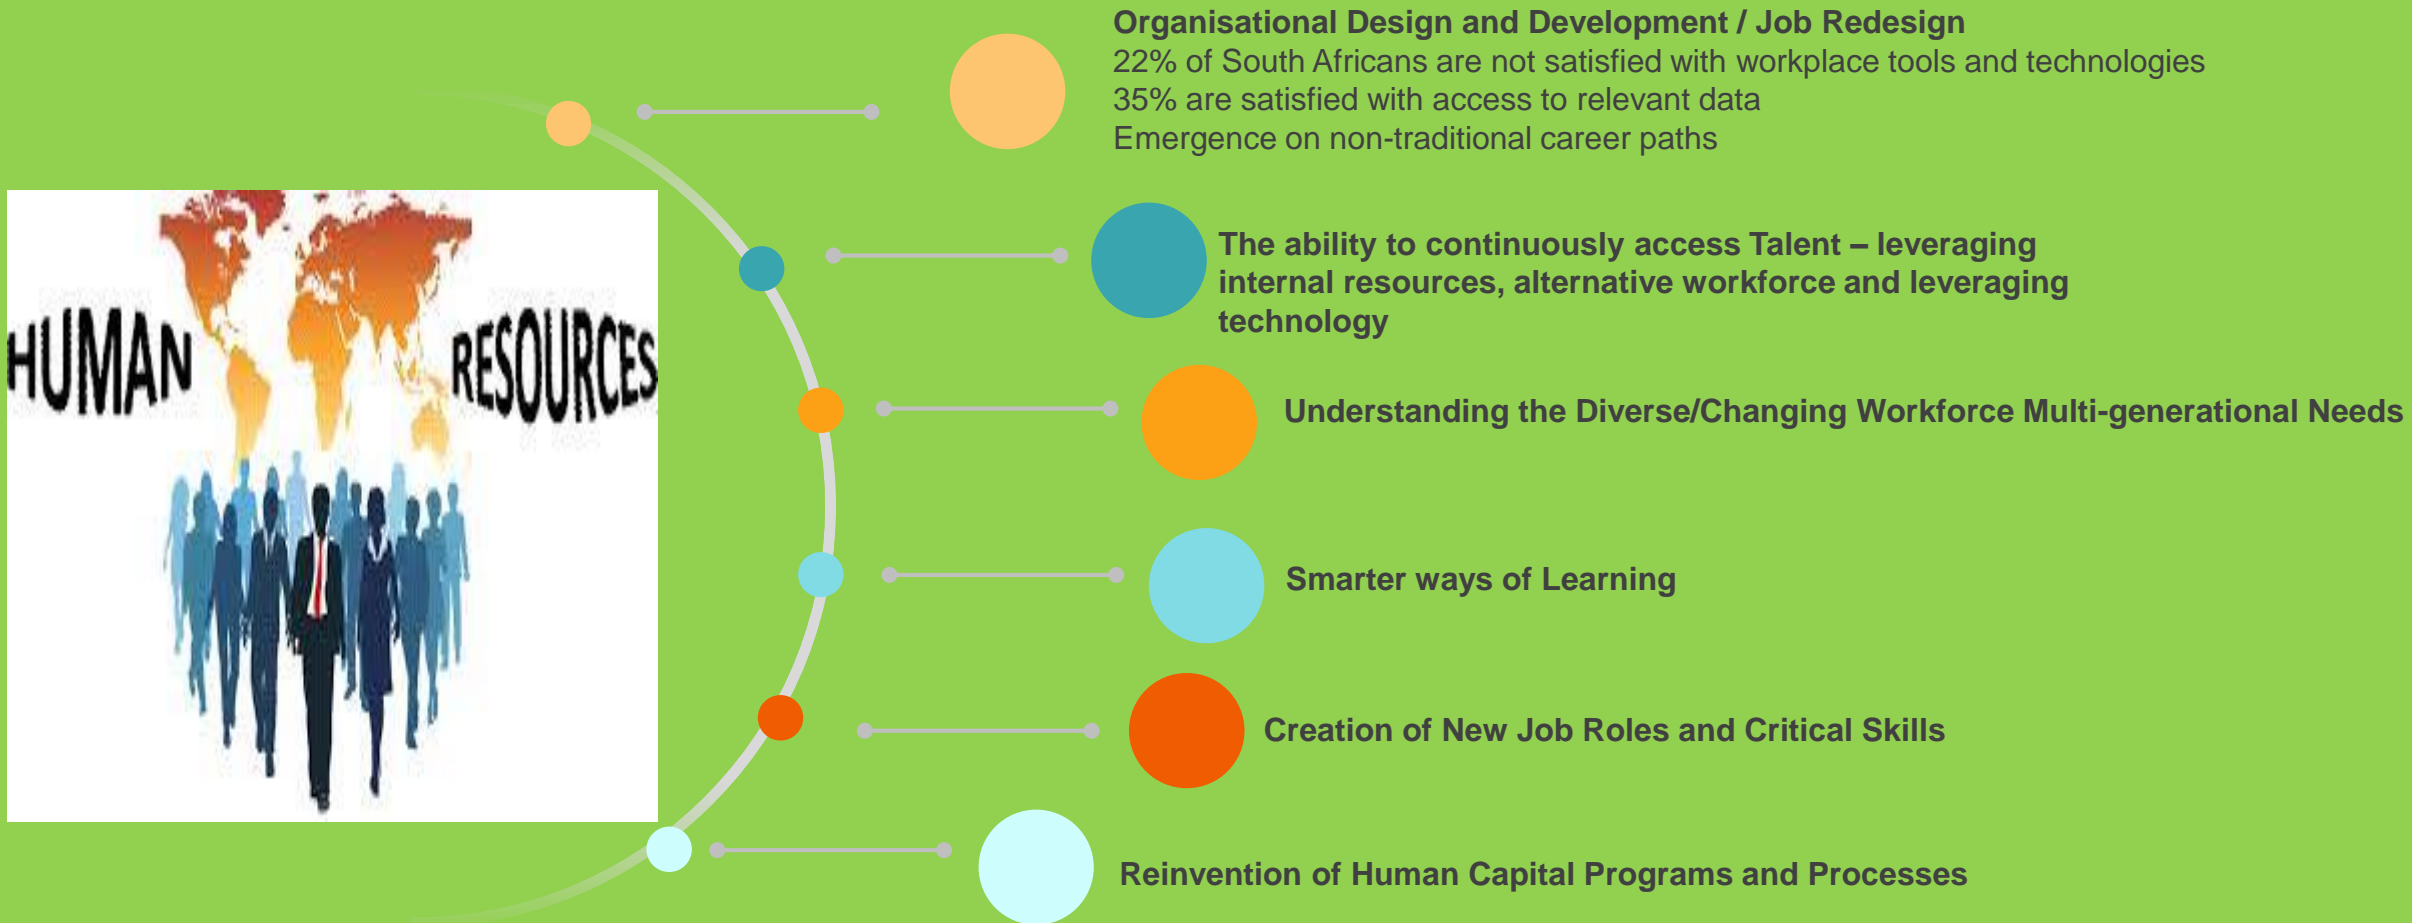 Organisational Design and Development / Job Redesign
22% of South Africans are not satisfied with workplace tools and technologies
35% are satisfied with access to relevant data
Emergence on non-traditional career paths
HUMAN RESOURCES
The ability to continuously access Talent – leveraging
internal resources, alternative workforce and leveraging
technology
Understanding the Diverse/Changing Workforce Multi-generational Needs
Smarter ways of Learning
Creation of New Job Roles and Critical Skills
Reinvention of Human Capital Programs and Processes